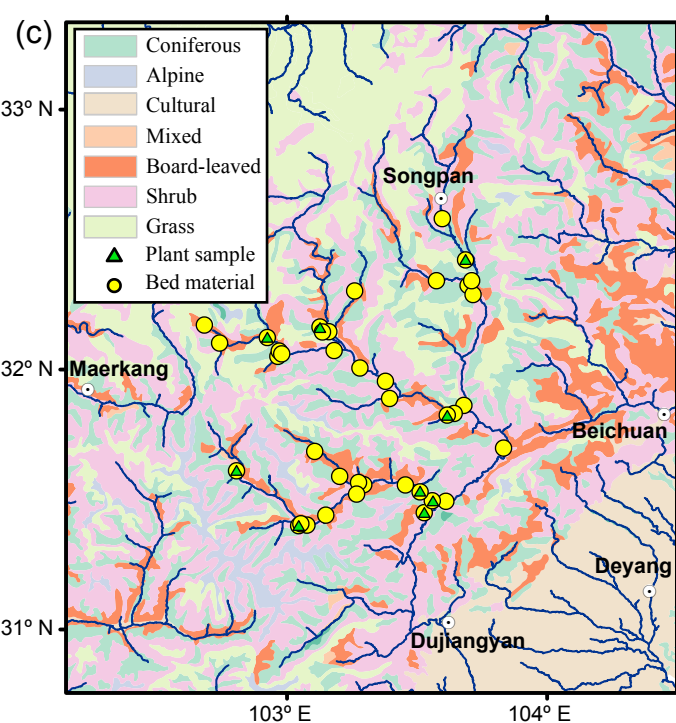 (c)
Coniferous
Alpine
Cultural
Mixed
Board-leaved
Shrub
Grass
Plant sample
Bed material
33° N
Songpan
32° N
Maerkang
Beichuan
Deyang
31° N
Dujiangyan
103° E
104° E